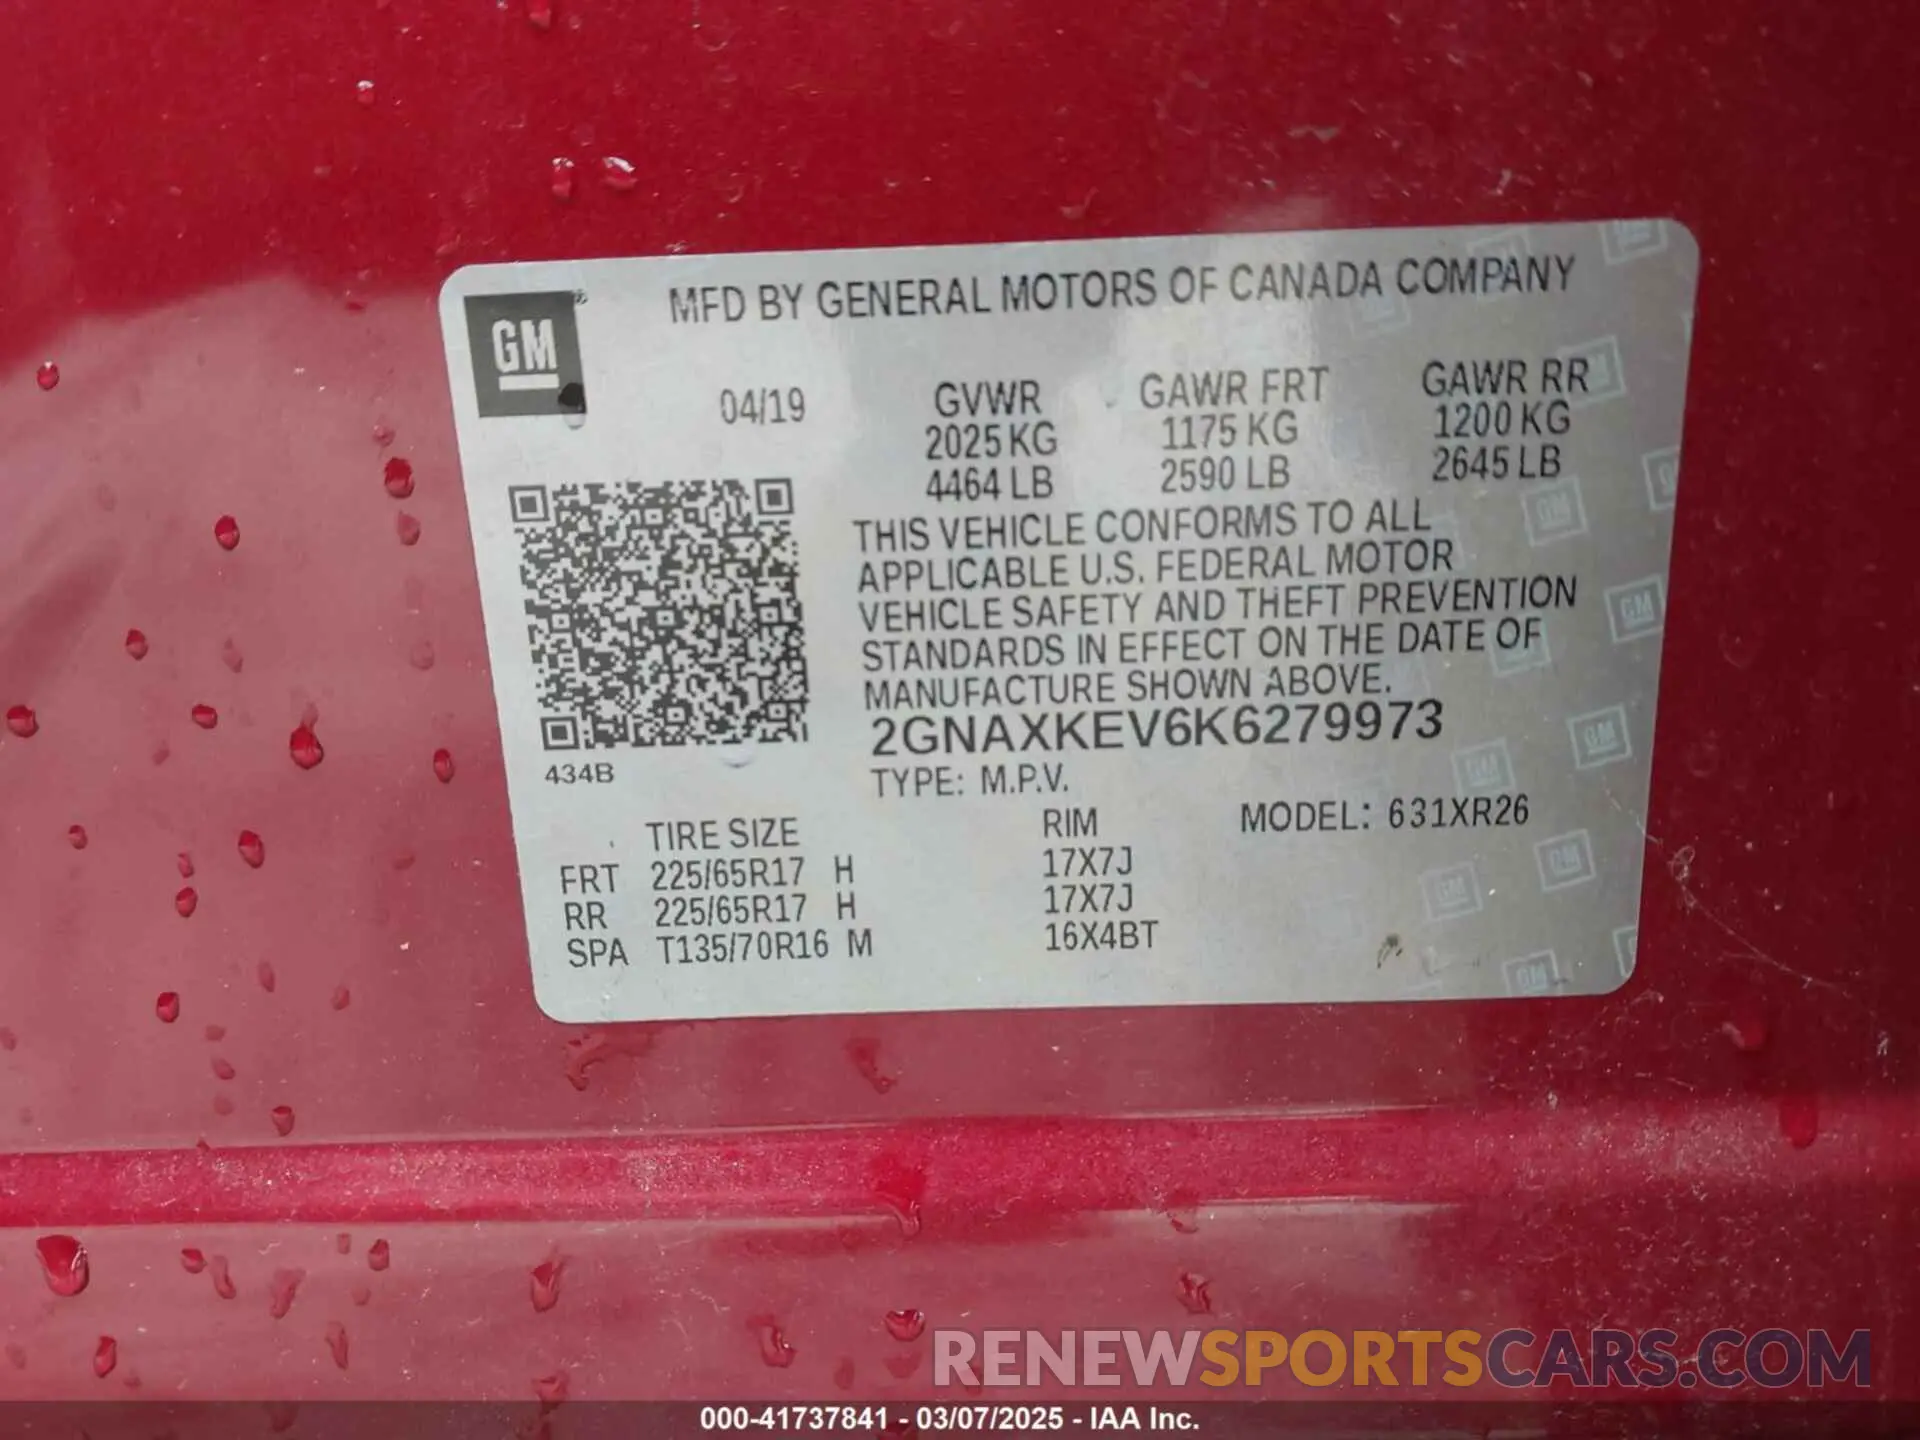 MFD BY GENERAL MOTORS OF CANADA COMPANY
GM
04/19 GVWR GAWR FRT GAWR RR
2025 KG 1175 KG 1200 KG
4464 LB 2590 LB 2645 LB
THIS VEHICLE CONFORMS TO ALL
APPLICABLE U.S. FEDERAL MOTOR
VEHICLE SAFETY AND THEFT PREVENTION
STANDARDS IN EFFECT ON THE DATE OF
MANUFACTURE SHOWN ABOVE.
2GNAXKEV6K6279973
434B
TYPE: M.P.V.
TIRE SIZE RIM MODEL: 631XR26
FRT 225/65R17 H 17X7J
RR 225/65R17 H 17X7J
SPA T135/70R16 M 16X4BT
RENEWSPORTSCARS.COM
000-41737841 - 03/07/2025 - IAA Inc.